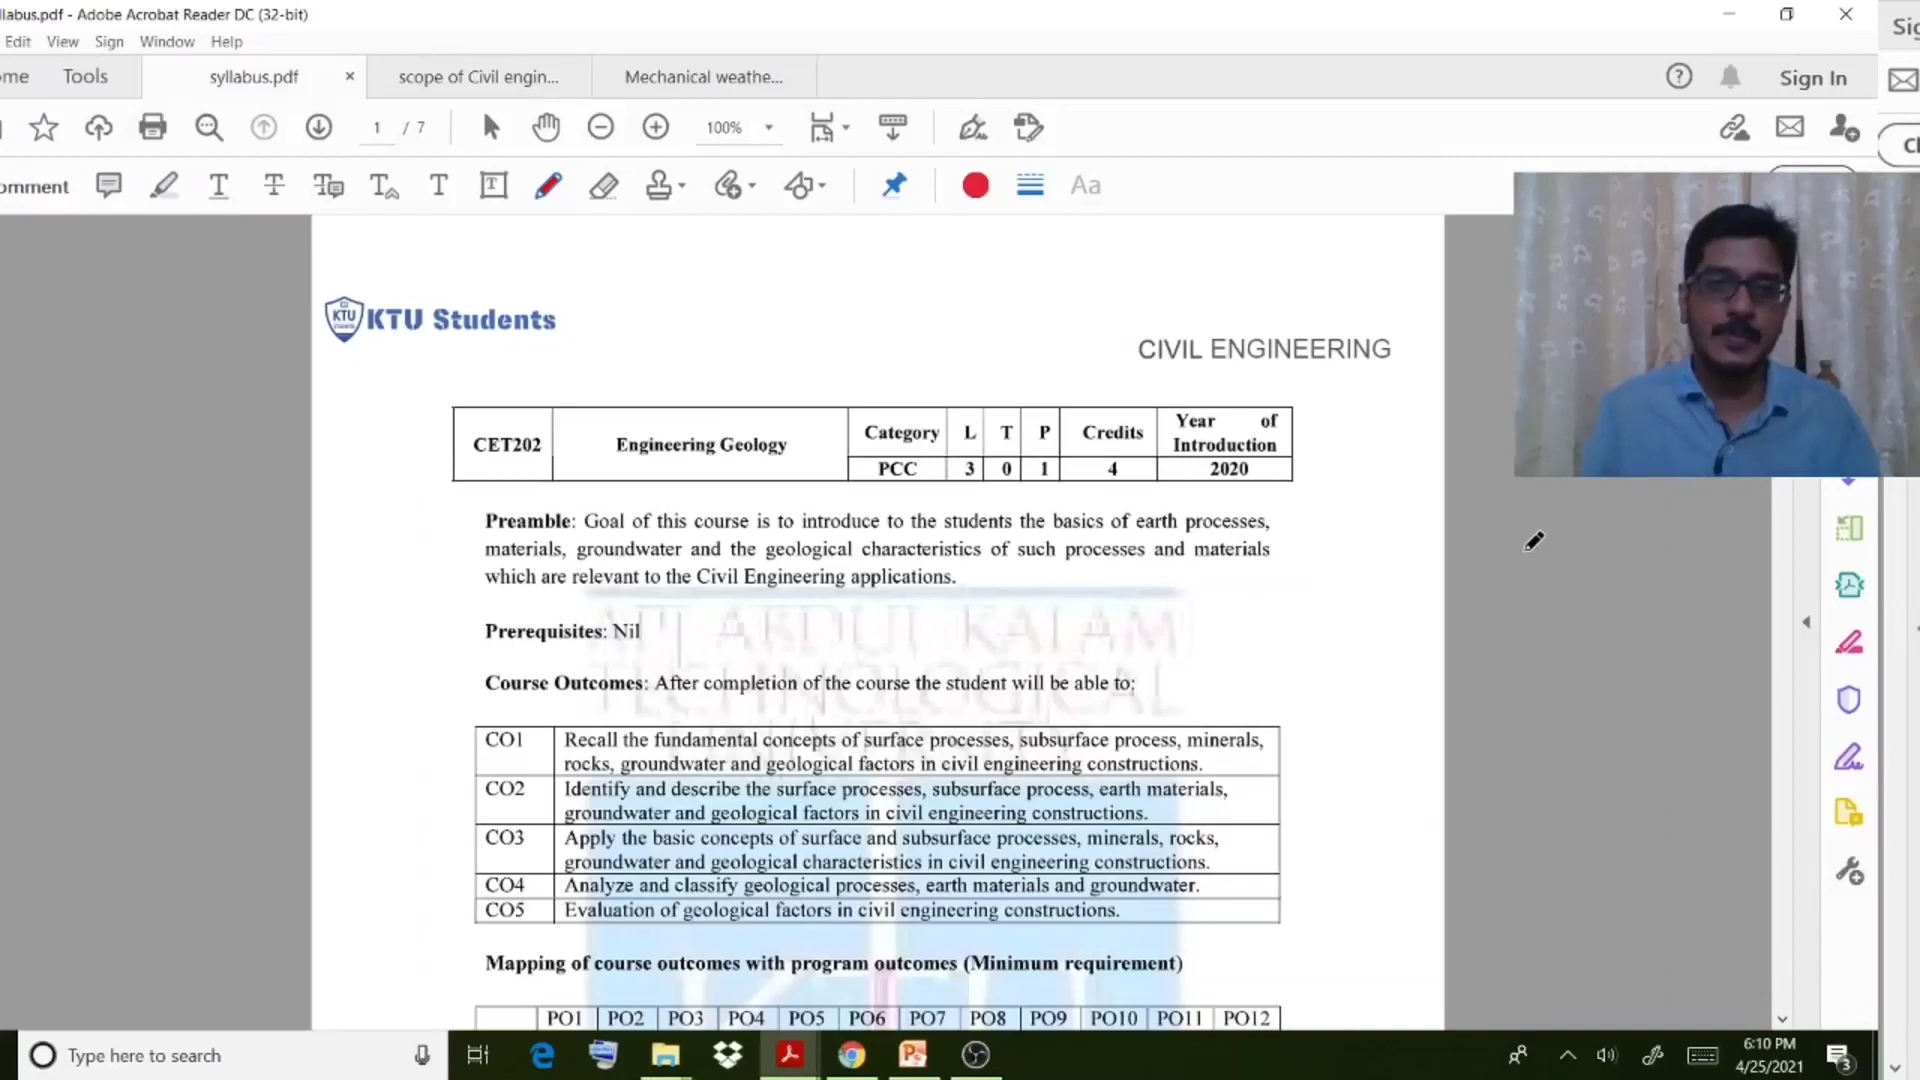 llabus.pdf - Adobe Acrobat Reader DC (32-bit)
Edit View Sign Window Help
Sig
ome Tools syllabus.pdf × scope of Civil engin... Mechanical weathe... Sign In
1 / 7 100%
Cl
omment Aa
KTU Students
KTU
CIVIL ENGINEERING
CET202 Engineering Geology Category L T P Credits Year of Introduction
PCC 3 0 1 4 2020
Preamble: Goal of this course is to introduce to the students the basics of earth processes,
materials, groundwater and the geological characteristics of such processes and materials
which are relevant to the Civil Engineering applications.
Prerequisites: Nil
Course Outcomes: After completion of the course the student will be able to:
CO1 Recall the fundamental concepts of surface processes, subsurface process, minerals,
rocks, groundwater and geological factors in civil engineering constructions.
CO2 Identify and describe the surface processes, subsurface process, earth materials,
groundwater and geological factors in civil engineering constructions.
CO3 Apply the basic concepts of surface and subsurface processes, minerals, rocks,
groundwater and geological characteristics in civil engineering constructions.
CO4 Analyze and classify geological processes, earth materials and groundwater.
CO5 Evaluation of geological factors in civil engineering constructions.
Mapping of course outcomes with program outcomes (Minimum requirement)
PO1 PO2 PO3 PO4 PO5 PO6 PO7 PO8 PO9 PO10 PO11 PO12
ABDUL KALAM
TECHNOLOGICAL
UNIVERSITY
Type here to search
6:10 PM
4/25/2021
3